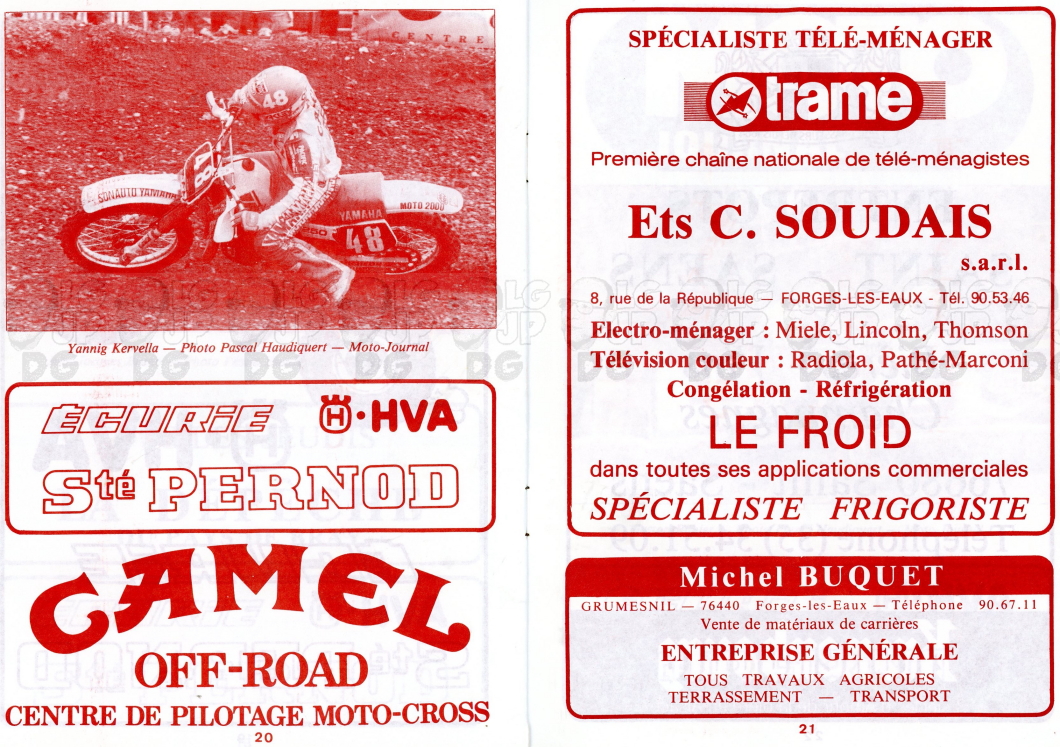 CENTRE
48
48
SONAUTO YAMAHA
YAMAHA
MOTO 2000
250
48
Yannig Kervella — Photo Pascal Haudiquert — Moto-Journal
ÉCURIE
H·HVA
Sté PERNOD
CAMEL
OFF-ROAD
CENTRE DE PILOTAGE MOTO-CROSS
20
SPÉCIALISTE TÉLÉ-MÉNAGER
trame
Première chaîne nationale de télé-ménagistes
Ets C. SOUDAIS
s.a.r.l.
8, rue de la République — FORGES-LES-EAUX - Tél. 90.53.46
Electro-ménager : Miele, Lincoln, Thomson
Télévision couleur : Radiola, Pathé-Marconi
Congélation - Réfrigération
LE FROID
dans toutes ses applications commerciales
SPÉCIALISTE FRIGORISTE
Michel BUQUET
GRUMESNIL — 76440 Forges-les-Eaux — Téléphone 90.67.11
Vente de matériaux de carrières
ENTREPRISE GÉNÉRALE
TOUS TRAVAUX AGRICOLES
TERRASSEMENT — TRANSPORT
21